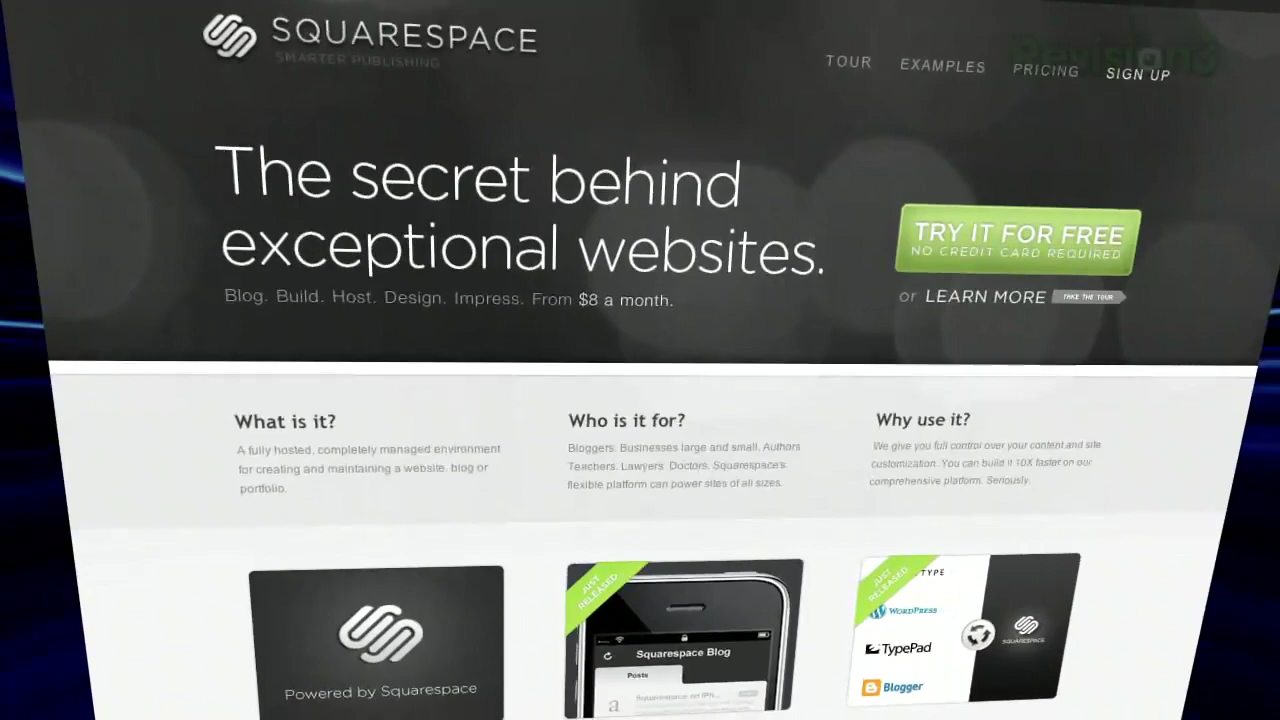 SQUARESPACE
SMARTER PUBLISHING
Revision3
TOUR EXAMPLES PRICING SIGN UP
The secret behind
exceptional websites.
Blog. Build. Host. Design. Impress. From $8 a month.
TRY IT FOR FREE
NO CREDIT CARD REQUIRED
or LEARN MORE TAKE THE TOUR
What is it?
A fully hosted, completely managed environment
for creating and maintaining a website, blog or
portfolio.
Who is it for?
Bloggers. Businesses large and small. Authors
Teachers. Lawyers. Doctors. Squarespace's
flexible platform can power sites of all sizes.
Why use it?
We give you full control over your content and site
customization. You can build it 10X faster on our
comprehensive platform. Seriously.
Powered by Squarespace
JUST
RELEASED
Squarespace Blog
Posts
a
JUST
RELEASED
TYPE
WORDPRESS
TypePad
Blogger
SQUARESPACE